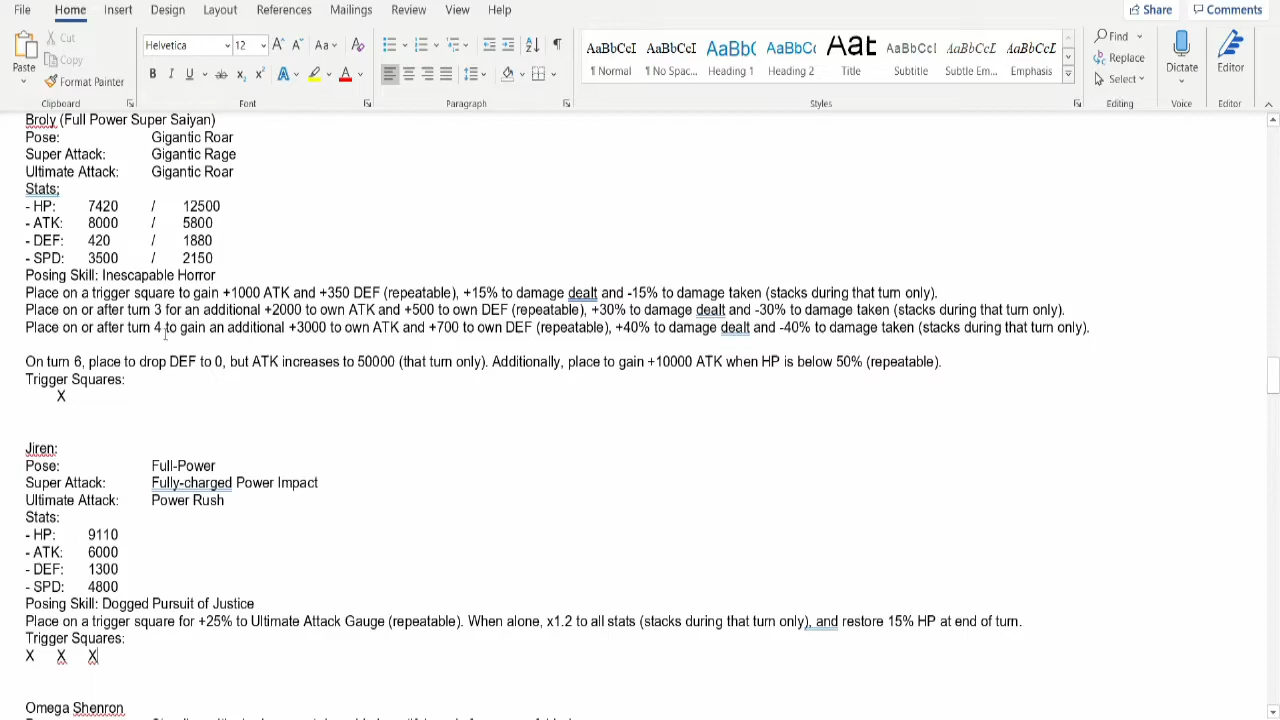 File Home Insert Design Layout References Mailings Review View Help Share Comments
Paste Cut Copy Format Painter Clipboard
Helvetica 12 Font
Paragraph
AaBbCcI AaBbCcI AaBbC AaBbCc Aab AaBbCcI AaBbCcI AaBbCcI
¶ Normal ¶ No Spac... Heading 1 Heading 2 Title Subtitle Subtle Em... Emphasis
Styles
Find Replace Select Editing
Dictate Voice
Editor Editor
Broly (Full Power Super Saiyan)
Pose: Gigantic Roar
Super Attack: Gigantic Rage
Ultimate Attack: Gigantic Roar
Stats;
- HP: 7420 / 12500
- ATK: 8000 / 5800
- DEF: 420 / 1880
- SPD: 3500 / 2150
Posing Skill: Inescapable Horror
Place on a trigger square to gain +1000 ATK and +350 DEF (repeatable), +15% to damage dealt and -15% to damage taken (stacks during that turn only).
Place on or after turn 3 for an additional +2000 to own ATK and +500 to own DEF (repeatable), +30% to damage dealt and -30% to damage taken (stacks during that turn only).
Place on or after turn 4 to gain an additional +3000 to own ATK and +700 to own DEF (repeatable), +40% to damage dealt and -40% to damage taken (stacks during that turn only).
On turn 6, place to drop DEF to 0, but ATK increases to 50000 (that turn only). Additionally, place to gain +10000 ATK when HP is below 50% (repeatable).
Trigger Squares:
X
Jiren:
Pose: Full-Power
Super Attack: Fully-charged Power Impact
Ultimate Attack: Power Rush
Stats:
- HP: 9110
- ATK: 6000
- DEF: 1300
- SPD: 4800
Posing Skill: Dogged Pursuit of Justice
Place on a trigger square for +25% to Ultimate Attack Gauge (repeatable). When alone, x1.2 to all stats (stacks during that turn only), and restore 15% HP at end of turn.
Trigger Squares:
X X X
Omega Shenron